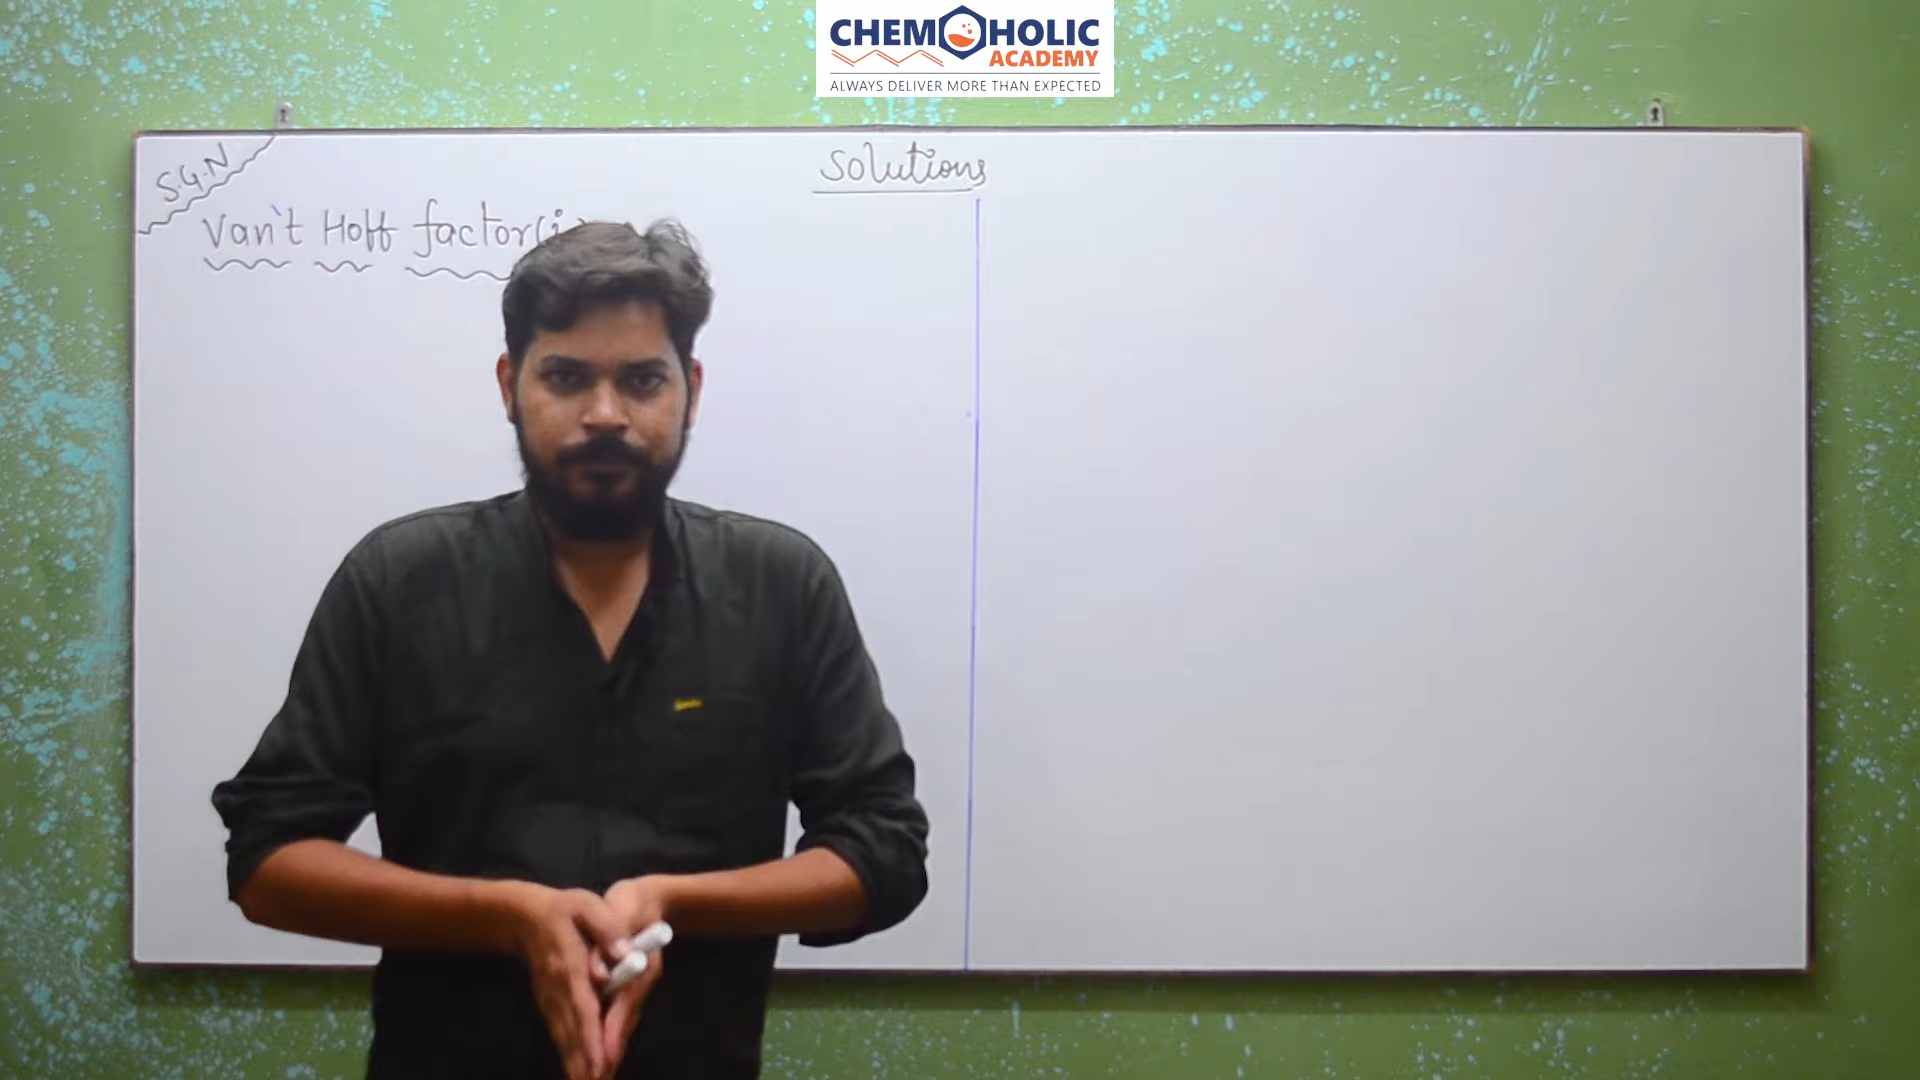 CHEMOHOLIC
ACADEMY
ALWAYS DELIVER MORE THAN EXPECTED
S.G.N
Solutions
Van't Hoff factor(i)